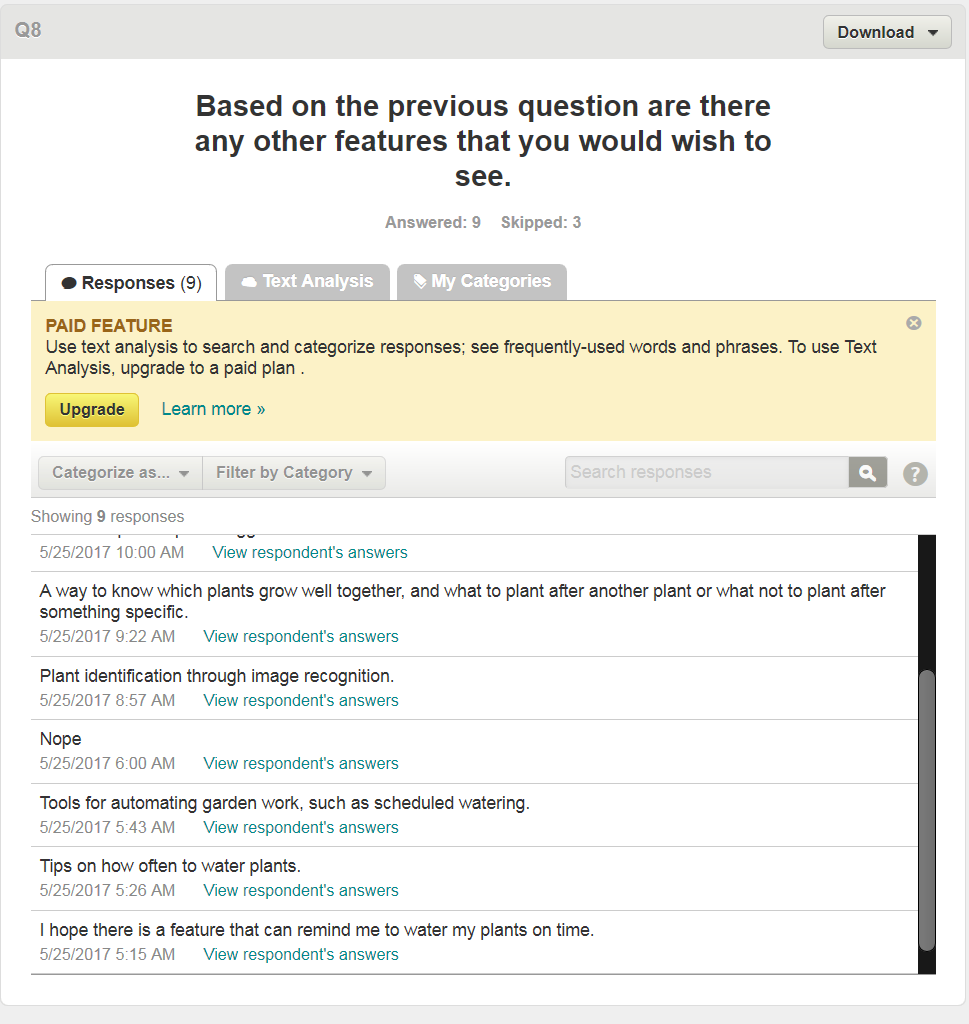 Q8
Download
Based on the previous question are there
any other features that you would wish to
see.
Answered: 9 Skipped: 3
Responses (9) Text Analysis My Categories
PAID FEATURE
Use text analysis to search and categorize responses; see frequently-used words and phrases. To use Text
Analysis, upgrade to a paid plan .
Upgrade Learn more »
Categorize as... Filter by Category Search responses ?
Showing 9 responses
5/25/2017 10:00 AM View respondent's answers
A way to know which plants grow well together, and what to plant after another plant or what not to plant after
something specific.
5/25/2017 9:22 AM View respondent's answers
Plant identification through image recognition.
5/25/2017 8:57 AM View respondent's answers
Nope
5/25/2017 6:00 AM View respondent's answers
Tools for automating garden work, such as scheduled watering.
5/25/2017 5:43 AM View respondent's answers
Tips on how often to water plants.
5/25/2017 5:26 AM View respondent's answers
I hope there is a feature that can remind me to water my plants on time.
5/25/2017 5:15 AM View respondent's answers